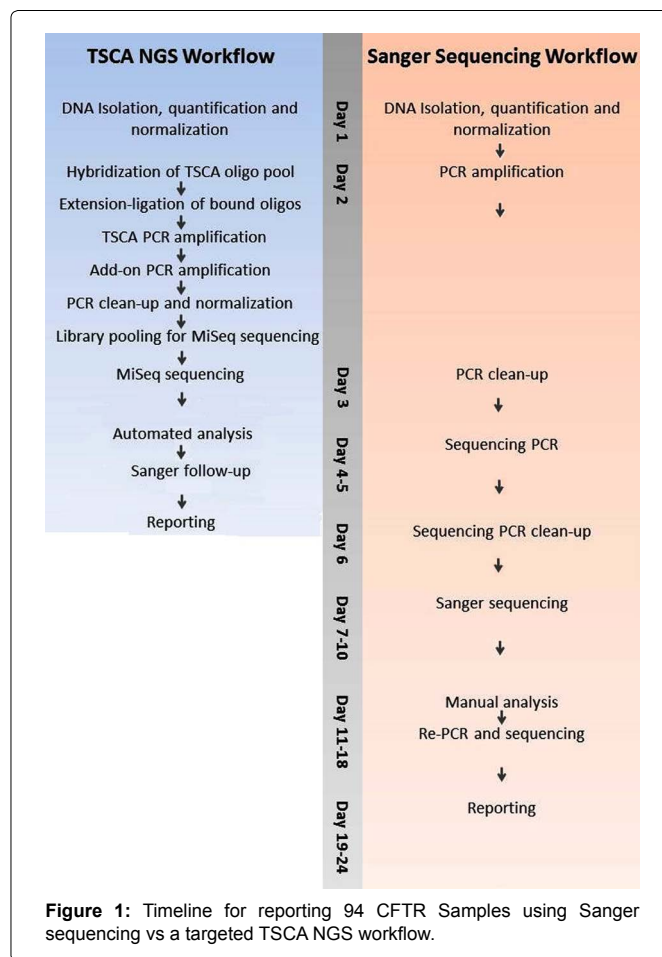 TSCA NGS Workflow
DNA Isolation, quantification and
normalization
Hybridization of TSCA oligo pool
Extension-ligation of bound oligos
TSCA PCR amplification
Add-on PCR amplification
PCR clean-up and normalization
Library pooling for MiSeq sequencing
MiSeq sequencing
Automated analysis
Sanger follow-up
Reporting
Day 1
Day 2
Day 3
Day 4-5
Day 6
Day 7-10
Day 11-18
Day 19-24
Sanger Sequencing Workflow
DNA Isolation, quantification and
normalization
PCR amplification
PCR clean-up
Sequencing PCR
Sequencing PCR clean-up
Sanger sequencing
Manual analysis
Re-PCR and sequencing
Reporting
Figure 1: Timeline for reporting 94 CFTR Samples using Sanger
sequencing vs a targeted TSCA NGS workflow.